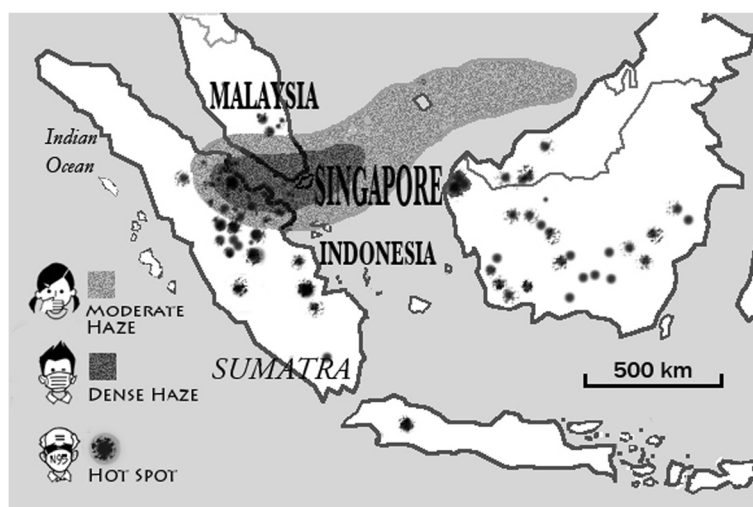 MALAYSIA
Indian
Ocean
SINGAPORE
INDONESIA
MODERATE
HAZE
SUMATRA
500 km
DENSE HAZE
N95
HOT SPOT